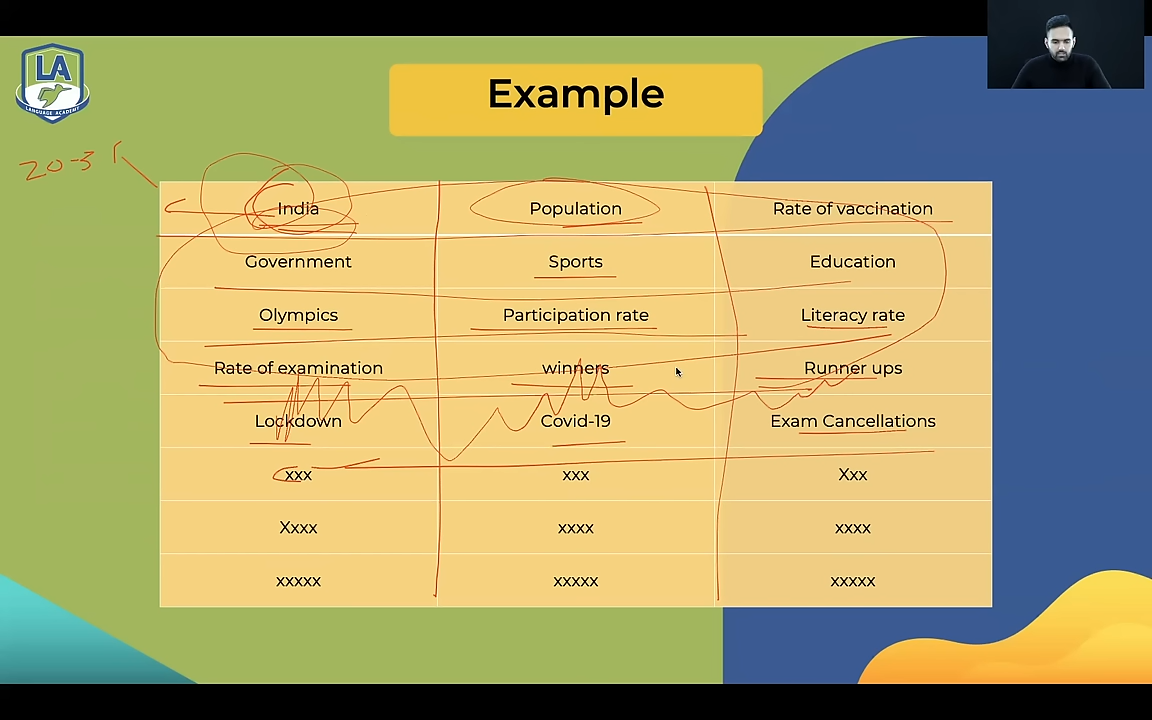 LA
LANGUAGE ACADEMY
Example
20-3
India Population Rate of vaccination
Government Sports Education
Olympics Participation rate Literacy rate
Rate of examination winners Runner ups
Lockdown Covid-19 Exam Cancellations
xxx xxx Xxx
Xxxx xxxx xxxx
xxxxx xxxxx xxxxx